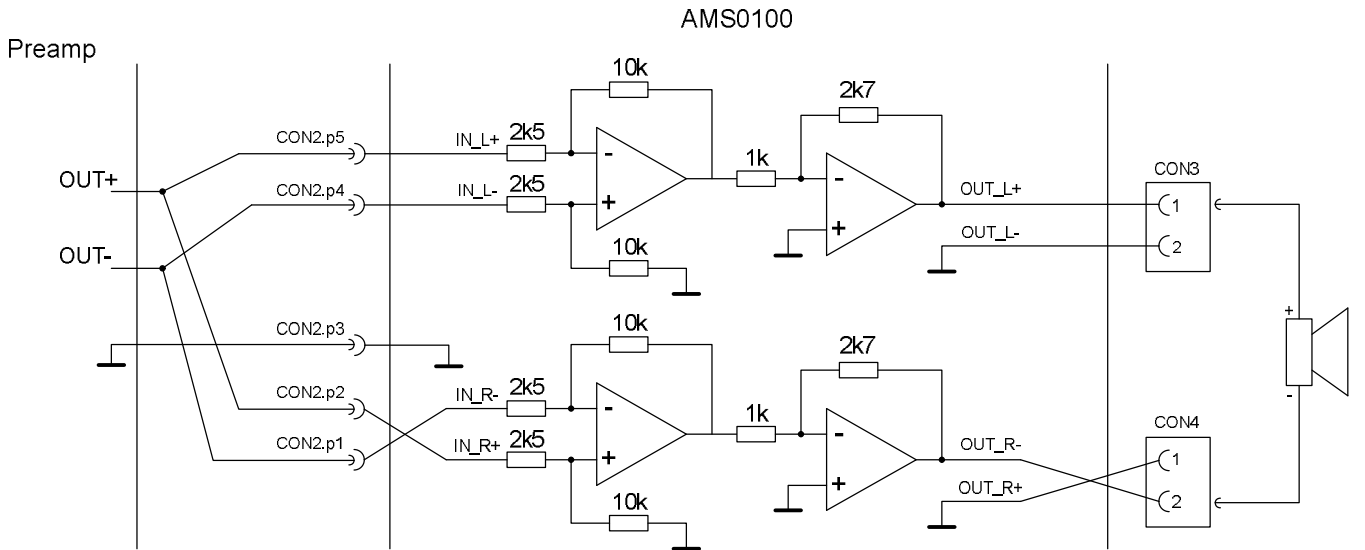 AMS0100
Preamp
OUT+
OUT-
CON2.p5
CON2.p4
CON2.p3
CON2.p2
CON2.p1
IN_L+
2k5
IN_L-
2k5
10k
-
+
10k
1k
2k7
-
+
OUT_L+
OUT_L-
CON3
1
2
IN_R-
2k5
IN_R+
2k5
10k
-
+
10k
1k
2k7
-
+
OUT_R-
OUT_R+
CON4
1
2
+
-